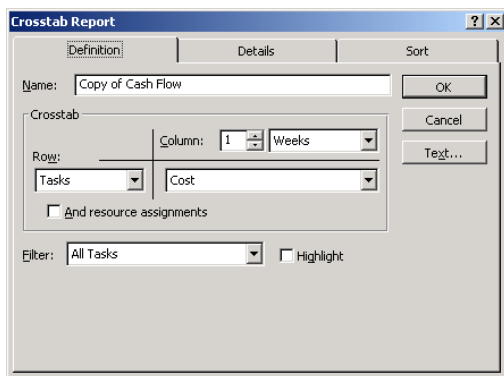 Crosstab Report
Definition Details Sort
Name: Copy of Cash Flow OK
Crosstab Cancel
Column: 1 Weeks Text...
Row:
Tasks Cost
And resource assignments
Filter: All Tasks Highlight